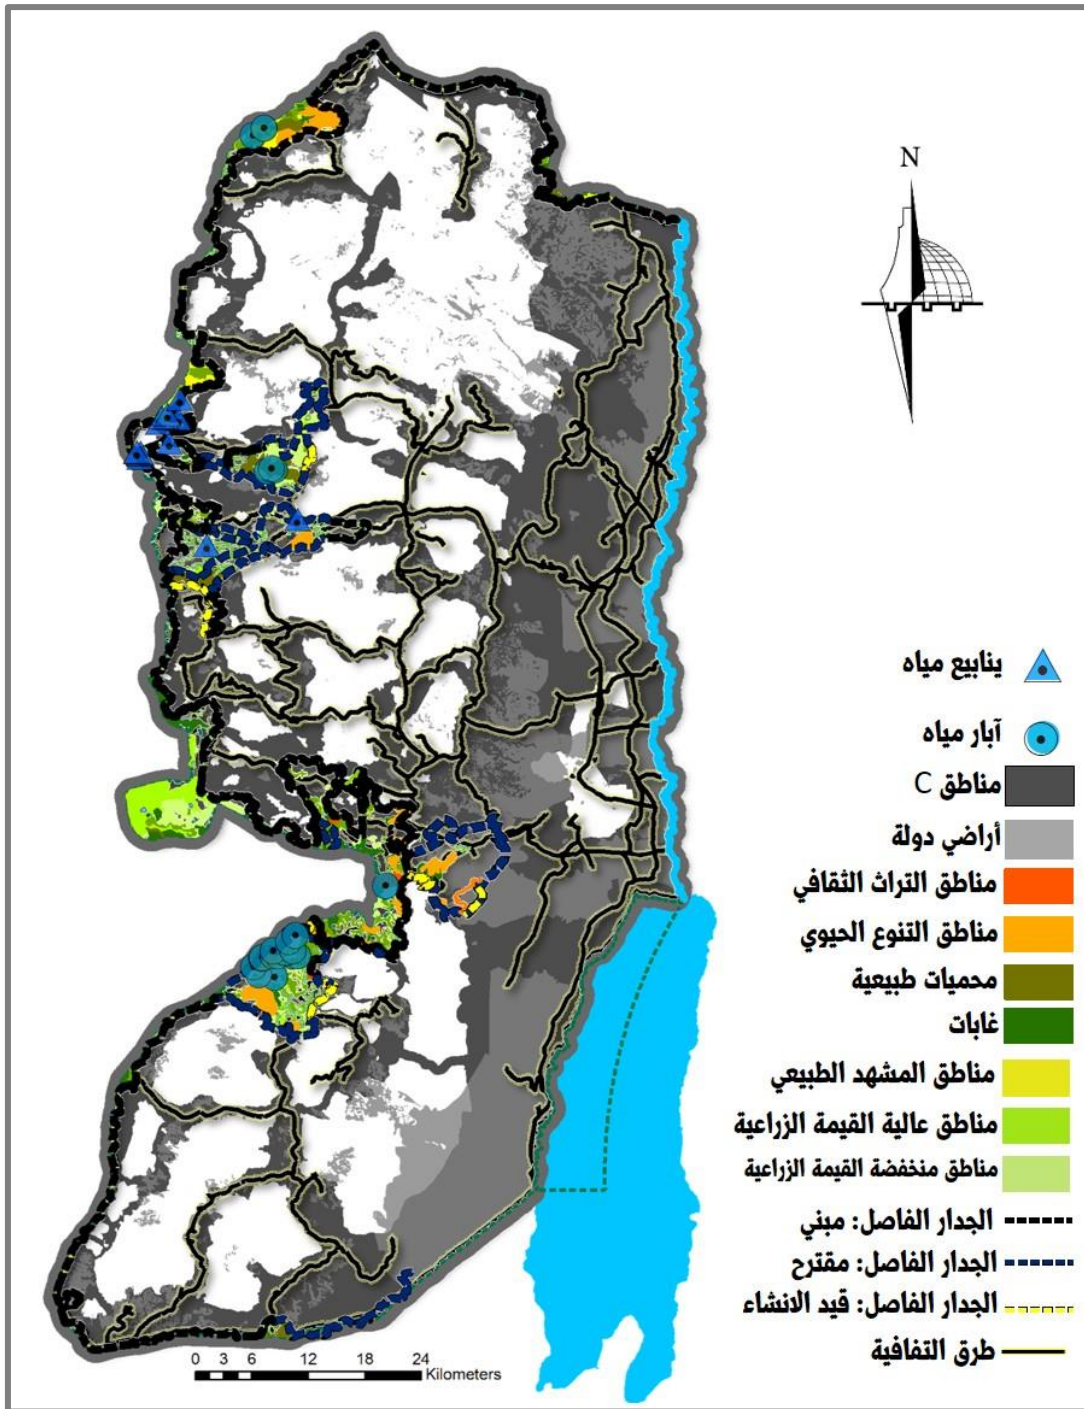 N
ينابيع مياه
آبار مياه
مناطق C
أراضي دولة
مناطق التراث الثقافي
مناطق التنوع الحيوي
محميات طبيعية
غابات
مناطق المشهد الطبيعي
مناطق عالية القيمة الزراعية
مناطق منخفضة القيمة الزراعية
الجدار الفاصل: مبني
الجدار الفاصل: مقترح
الجدار الفاصل: قيد الانشاء
طرق التفافية
0 3 6 12 18 24
Kilometers